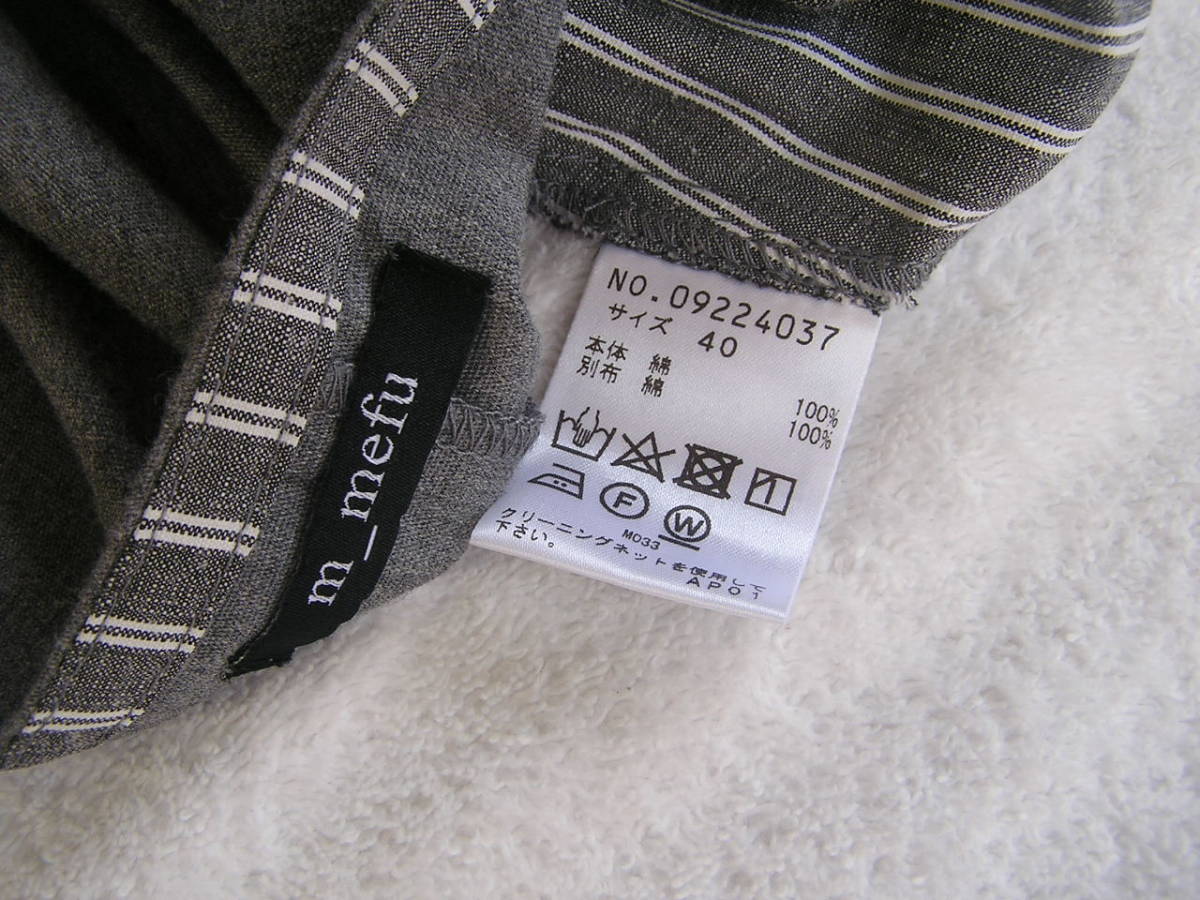 m_mefu
NO.09224037
サイズ 40
本体 綿 100%
別布 綿 100%
F W
M033
クリーニングネットを使用して
下さい。
AP01